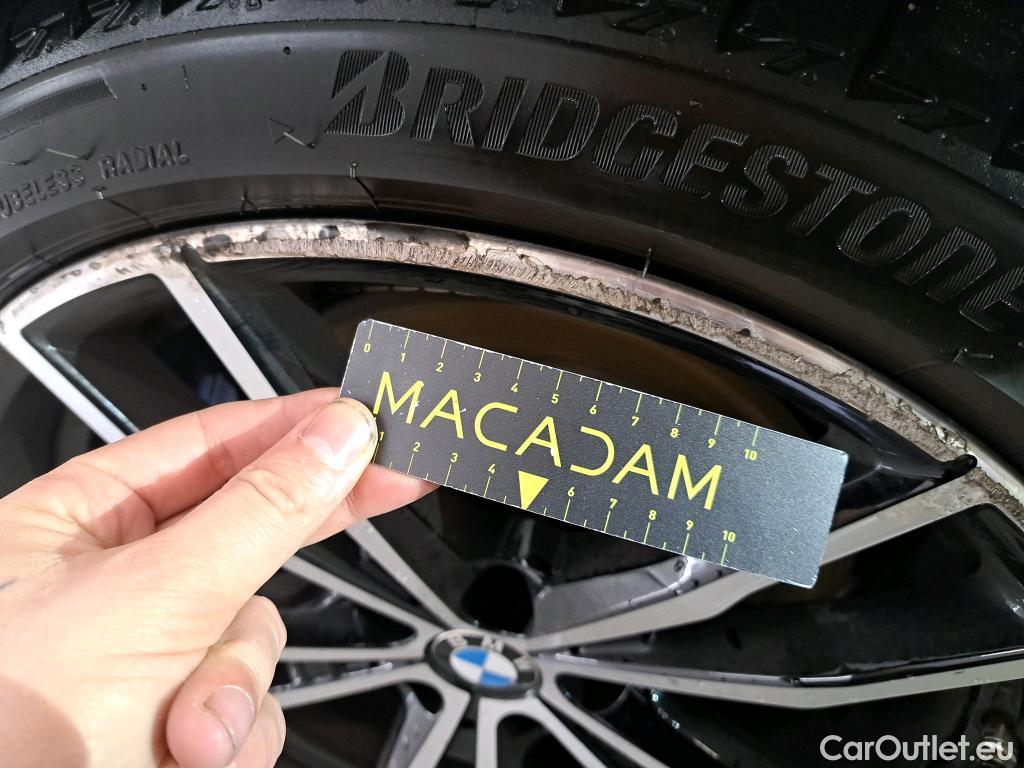 BRIDGESTONE
UBELESS RADIAL
0 1 2 3 4 5 6 7 8 9 10
MACADAM
1 2 3 4 6 7 8 9 10
BMW
CarOutlet.eu